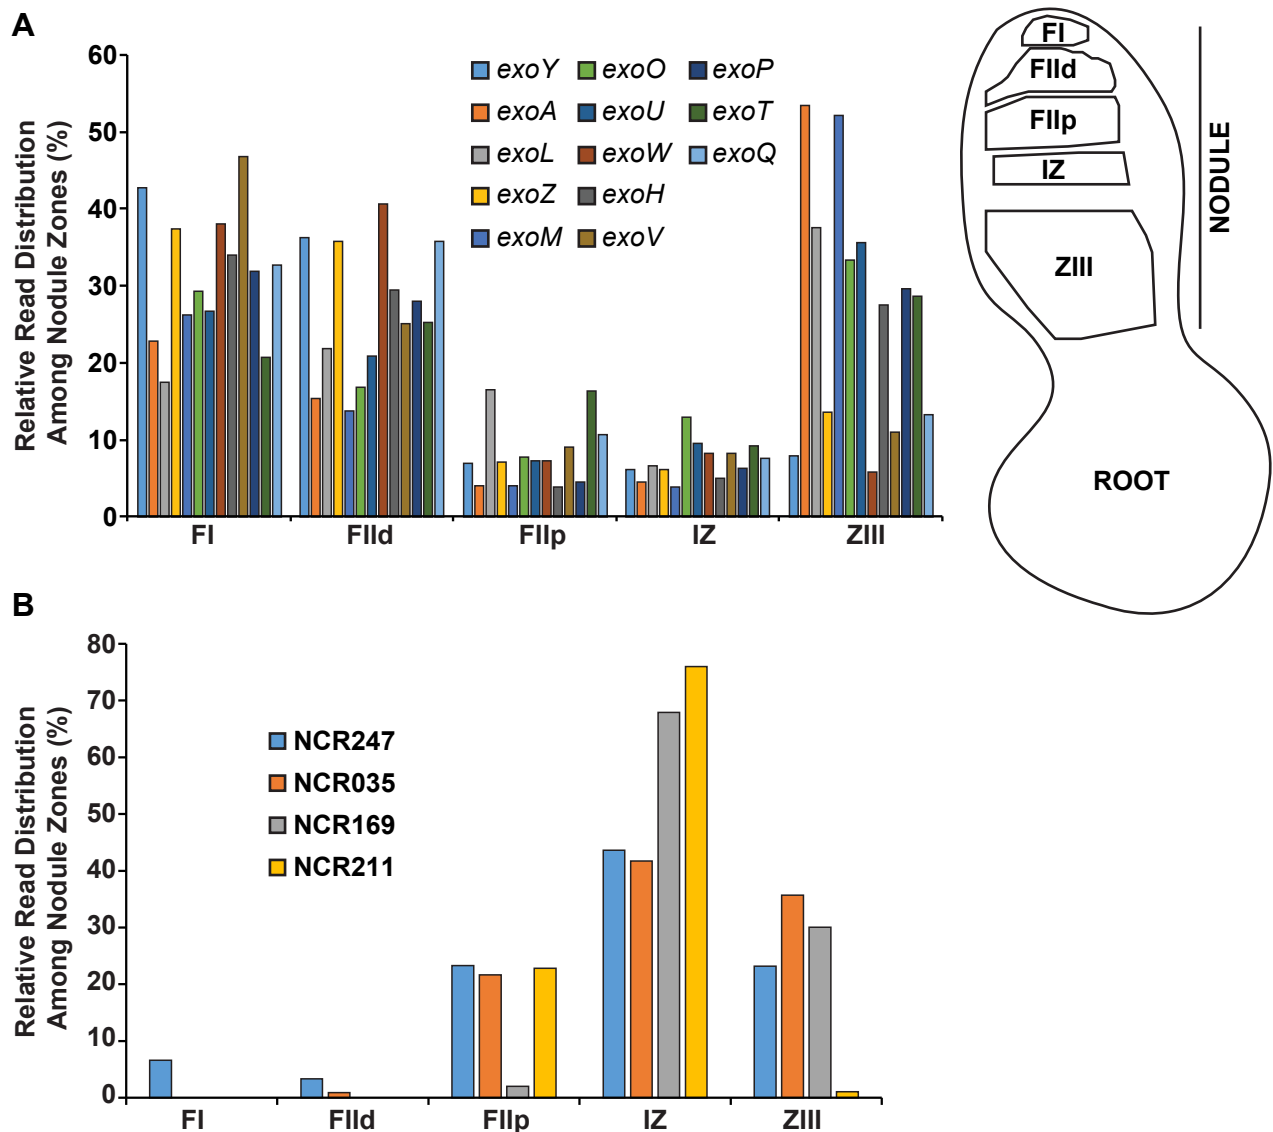 A
Relative Read Distribution
Among Nodule Zones (%)
60
50
40
30
20
10
0
exoY exoO exoP
exoA exoU exoT
exoL exoW exoQ
exoZ exoH
exoM exoV
FI FIId FIIp IZ ZIII
FI
FIId
FIIp
IZ
ZIII
NODULE
ROOT
B
Relative Read Distribution
Among Nodule Zones (%)
80
70
60
50
40
30
20
10
0
NCR247
NCR035
NCR169
NCR211
FI FIId FIIp IZ ZIII